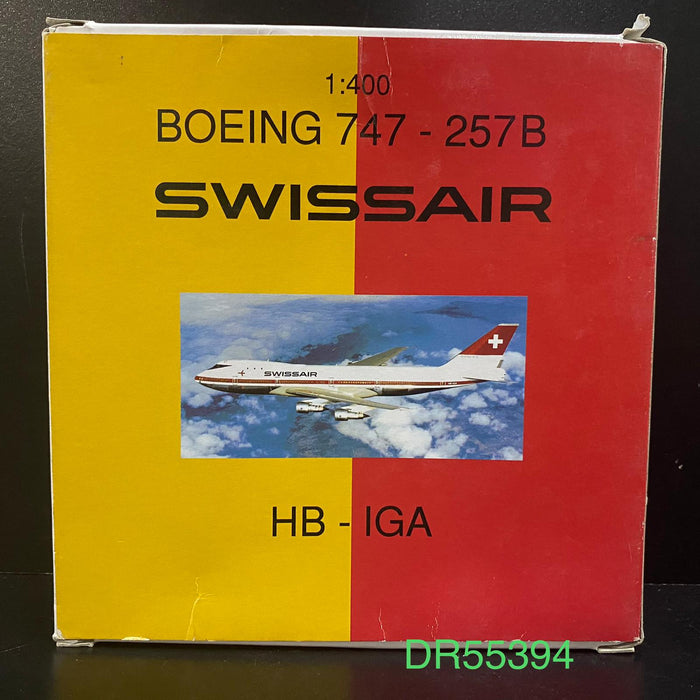 1:400
BOEING 747 - 257B
SWISSAIR
SWISSAIR
HB - IGA
DR55394